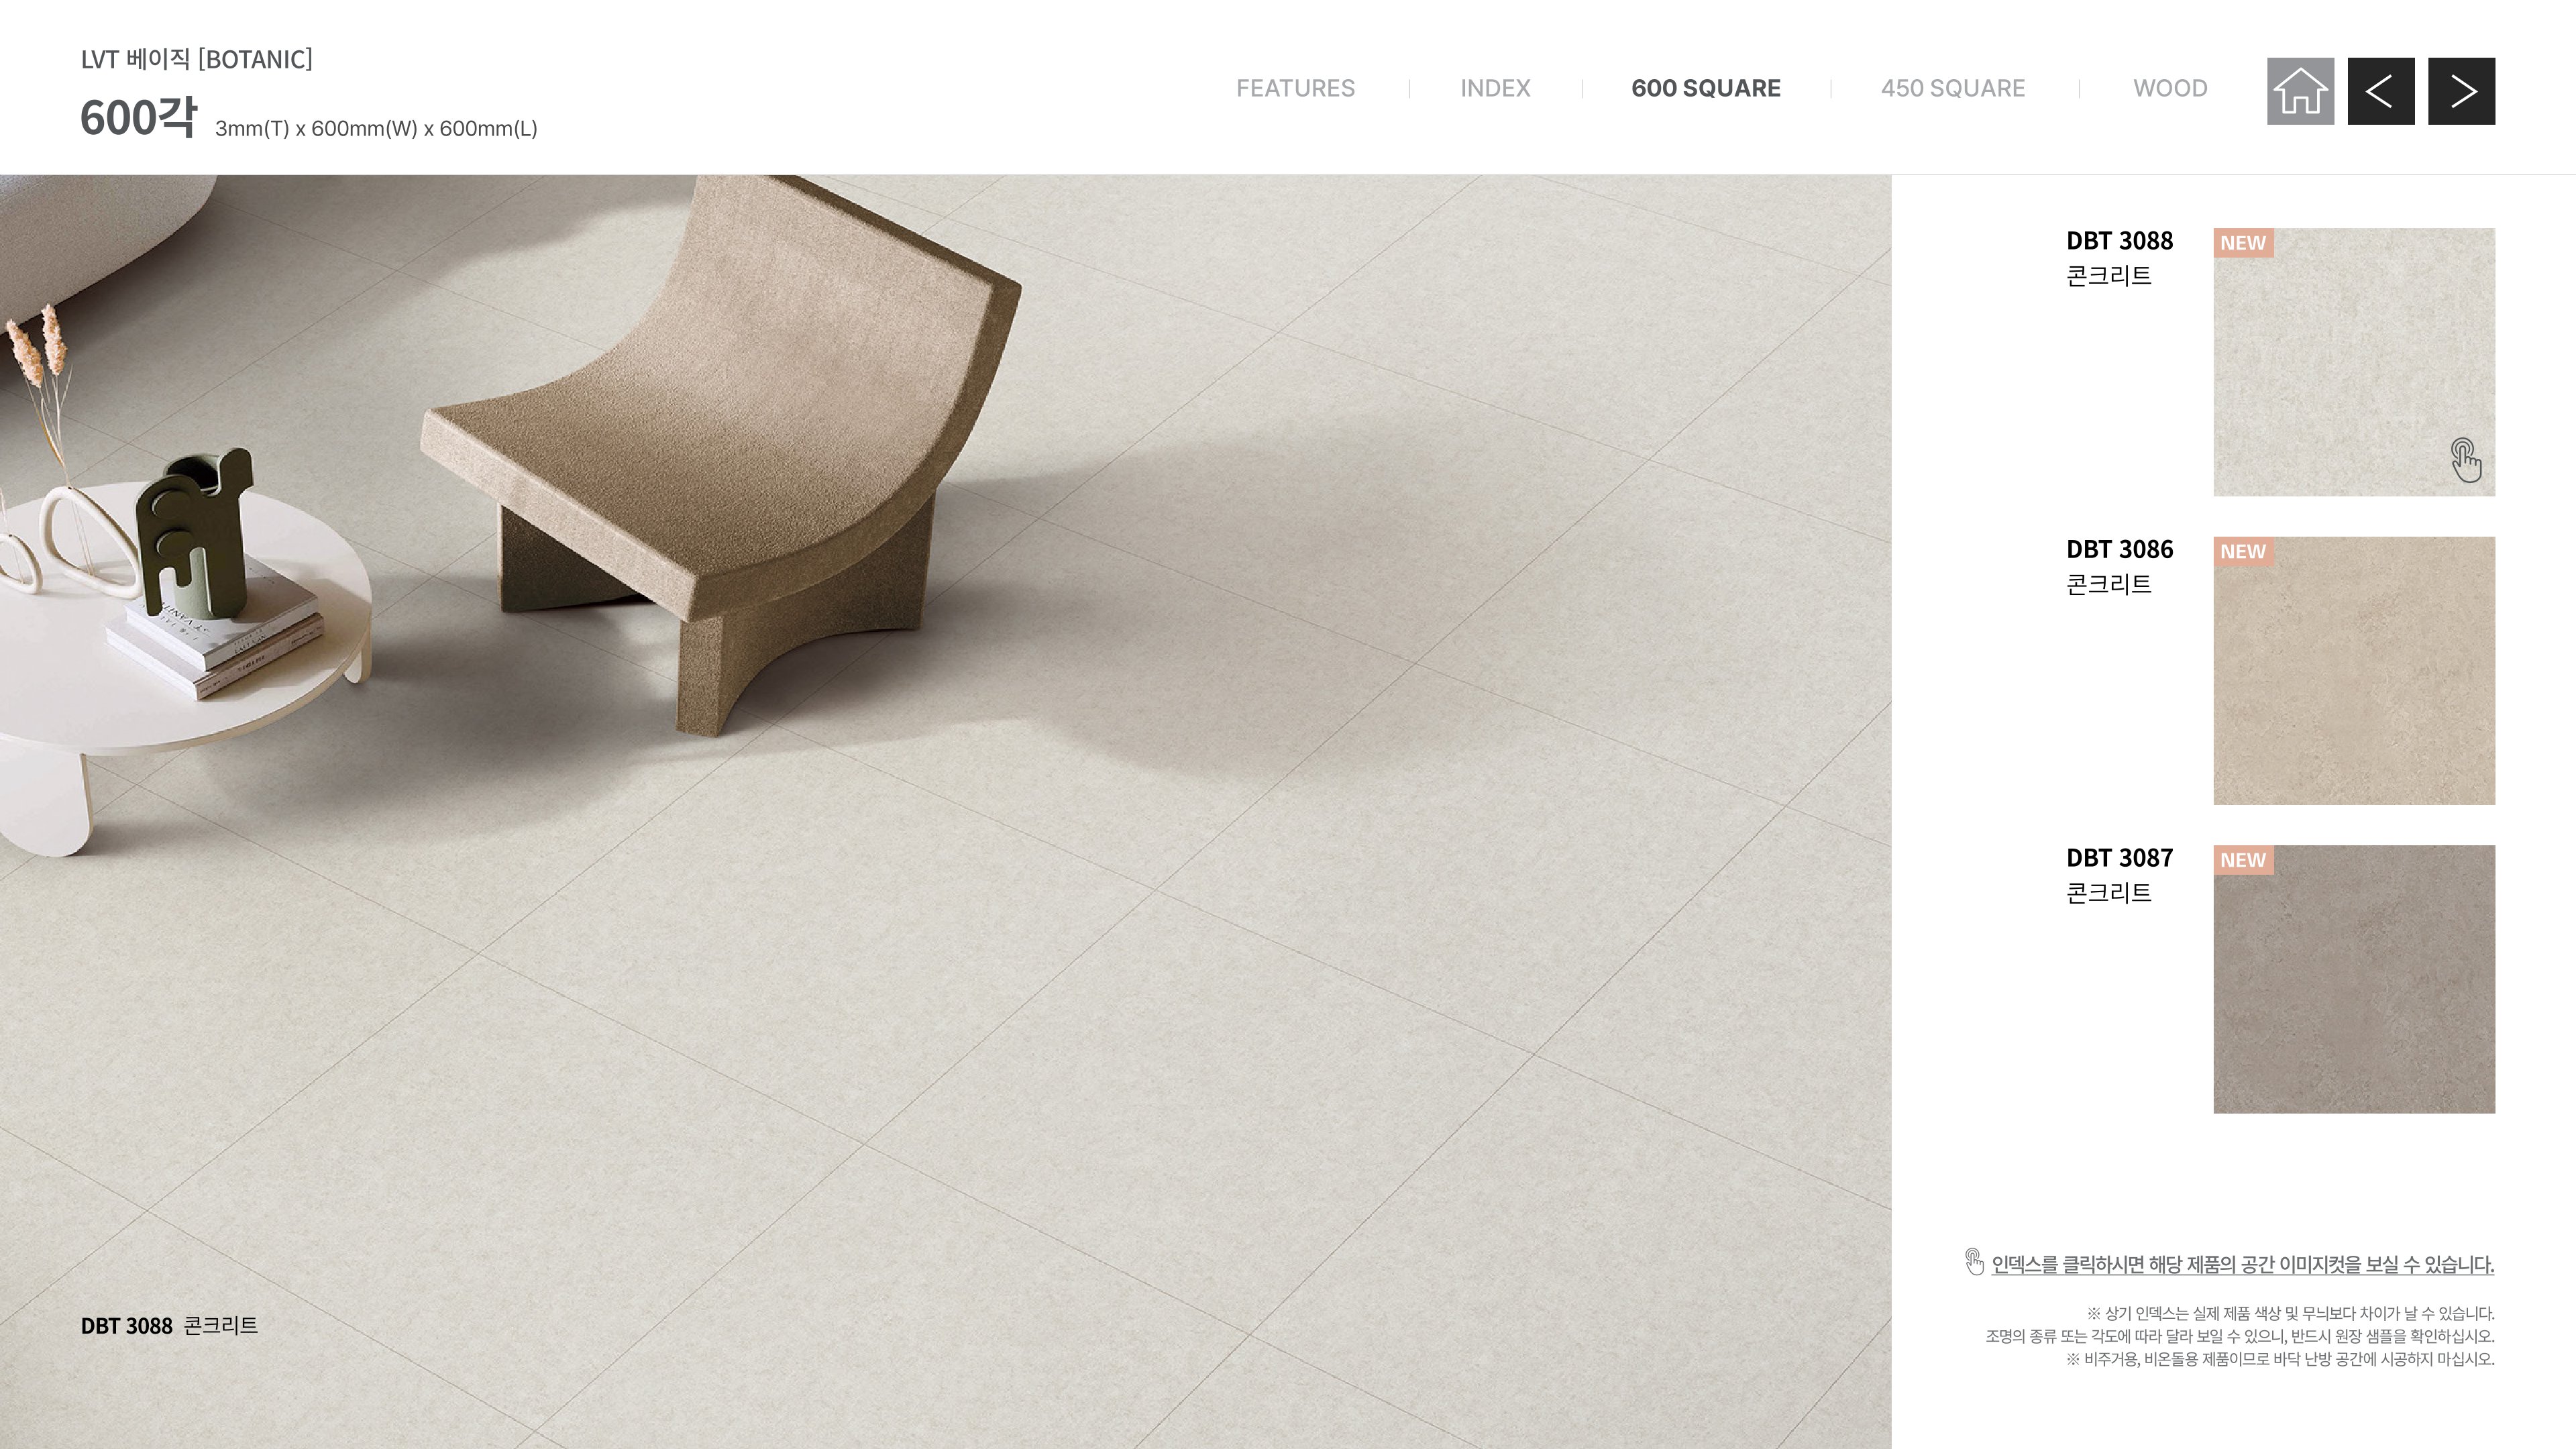 LVT 베이직 [BOTANIC]
600각 3mm(T) x 600mm(W) x 600mm(L)
FEATURES | INDEX | 600 SQUARE | 450 SQUARE | WOOD
DBT 3088
콘크리트
NEW
DBT 3086
콘크리트
NEW
DBT 3087
콘크리트
NEW
DBT 3088 콘크리트
인덱스를 클릭하시면 해당 제품의 공간 이미지컷을 보실 수 있습니다.
※ 상기 인덱스는 실제 제품 색상 및 무늬보다 차이가 날 수 있습니다.
조명의 종류 또는 각도에 따라 달라 보일 수 있으니, 반드시 원장 샘플을 확인하십시오.
※ 비주거용, 비온돌용 제품이므로 바닥 난방 공간에 시공하지 마십시오.